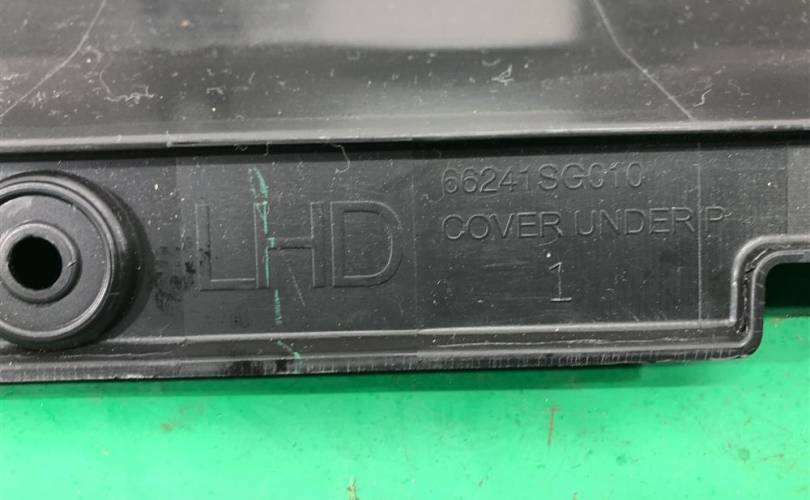 LHD
66241SG010
COVER UNDER P
1